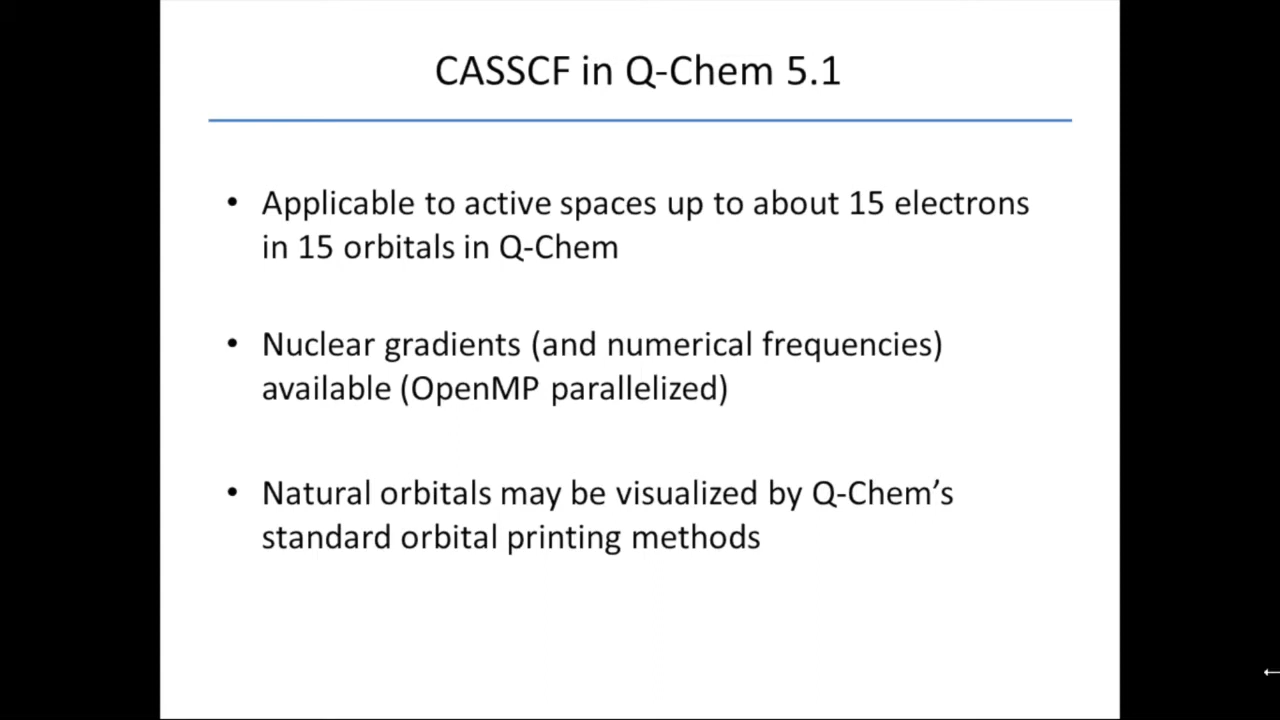 CASSCF in Q-Chem 5.1
• Applicable to active spaces up to about 15 electrons
in 15 orbitals in Q-Chem
• Nuclear gradients (and numerical frequencies)
available (OpenMP parallelized)
• Natural orbitals may be visualized by Q-Chem’s
standard orbital printing methods